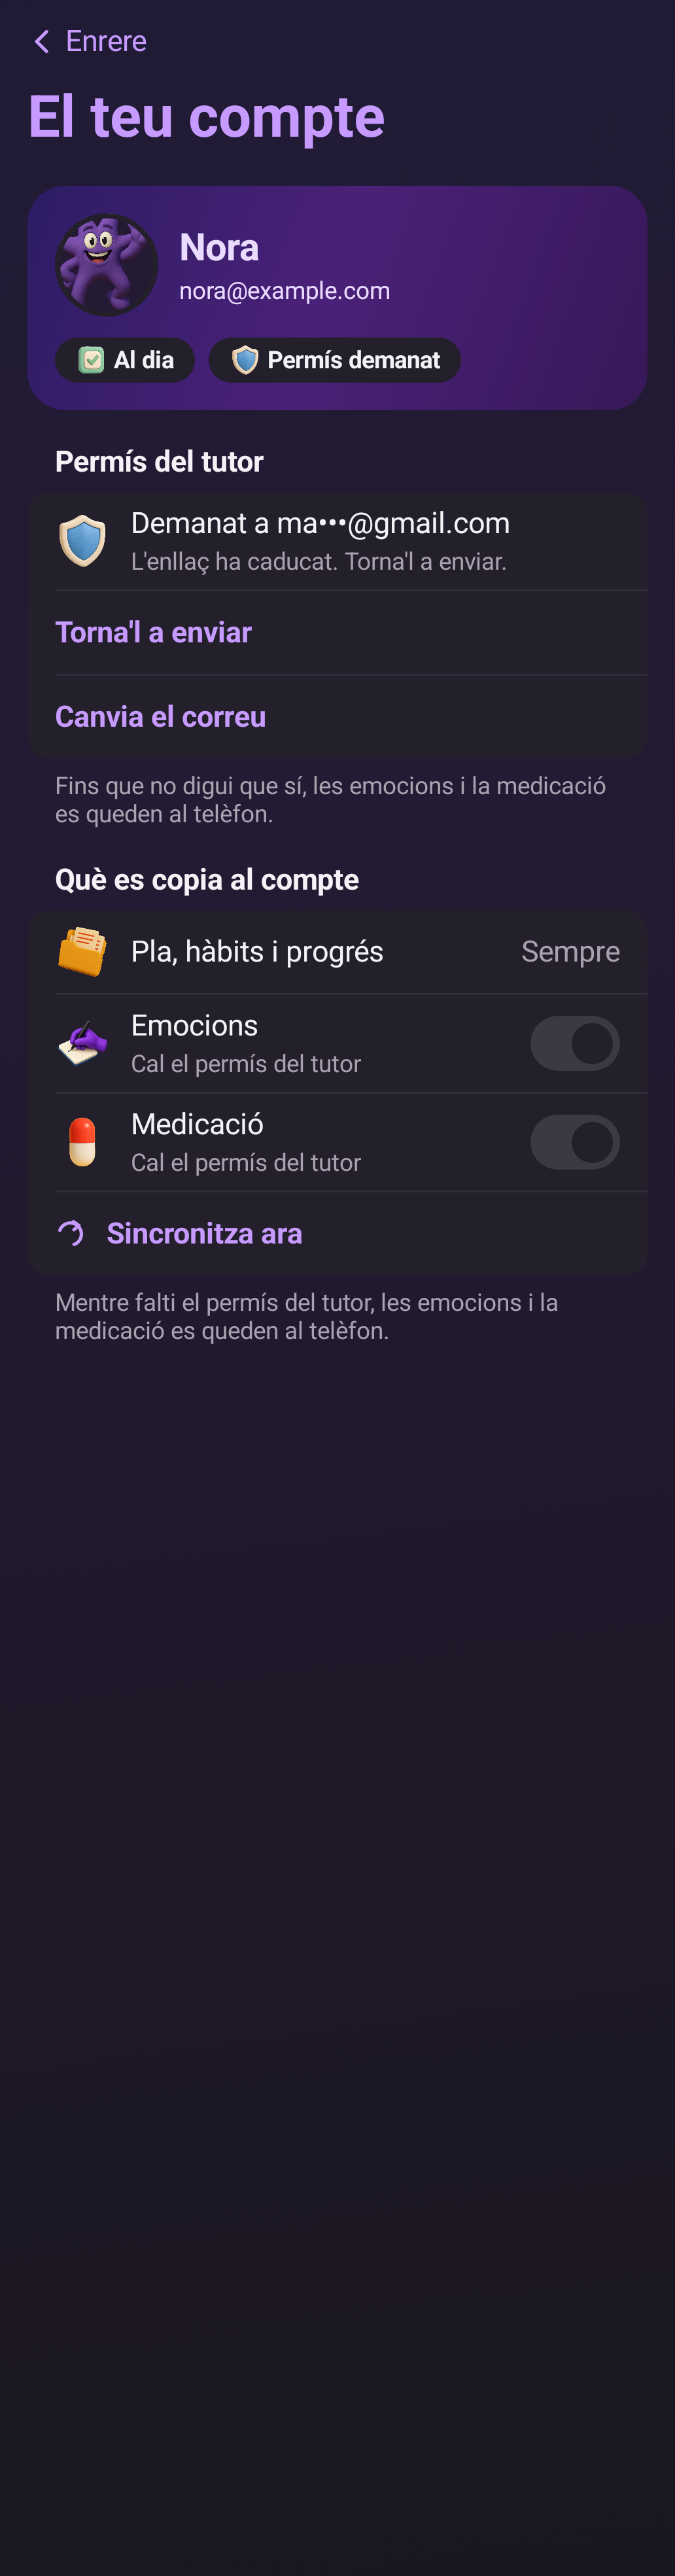 Enrere
El teu compte
Nora
nora@example.com
Al dia
Permís demanat
Permís del tutor
Demanat a ma•••@gmail.com
L'enllaç ha caducat. Torna'l a enviar.
Torna'l a enviar
Canvia el correu
Fins que no digui que sí, les emocions i la medicació
es queden al telèfon.
Què es copia al compte
Pla, hàbits i progrés
Sempre
Emocions
Cal el permís del tutor
Medicació
Cal el permís del tutor
Sincronitza ara
Mentre falti el permís del tutor, les emocions i la
medicació es queden al telèfon.